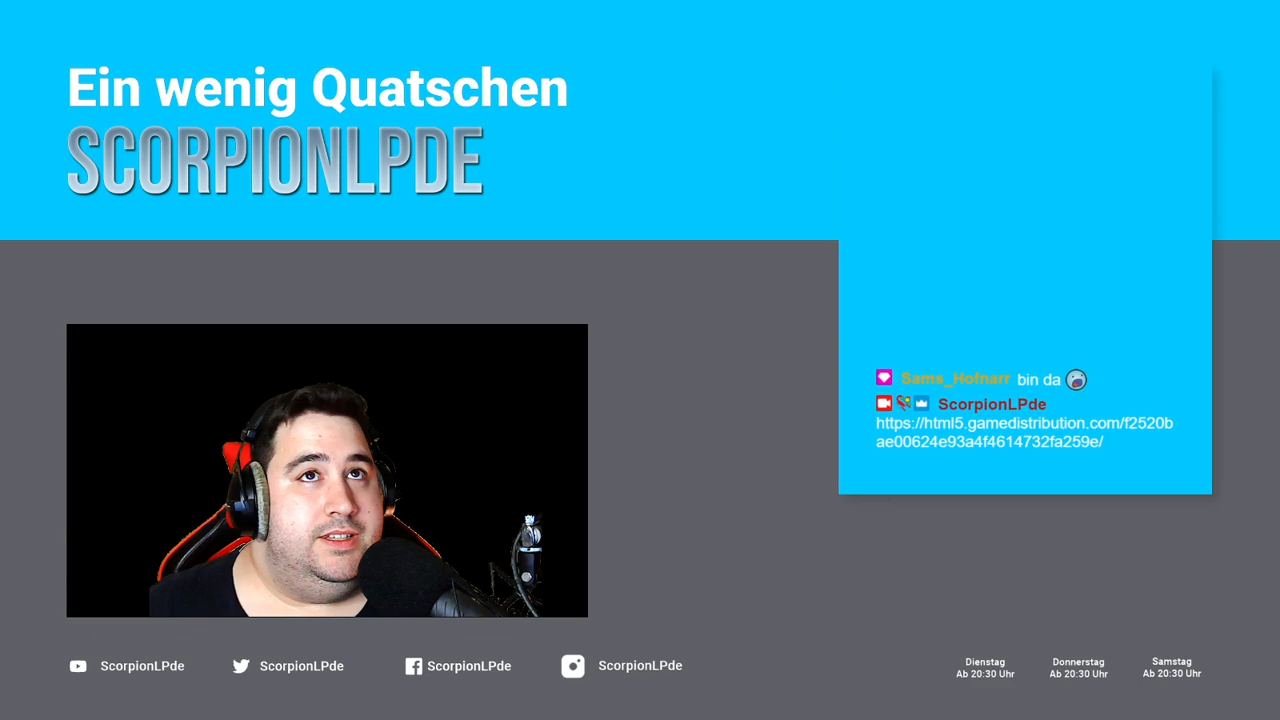 Ein wenig Quatschen
SCORPIONLPDE
Sams_Hofnarr bin da
ScorpionLPde
https://html5.gamedistribution.com/f2520b
ae00624e93a4f4614732fa259e/
ScorpionLPde
ScorpionLPde
ScorpionLPde
ScorpionLPde
Dienstag
Ab 20:30 Uhr
Donnerstag
Ab 20:30 Uhr
Samstag
Ab 20:30 Uhr